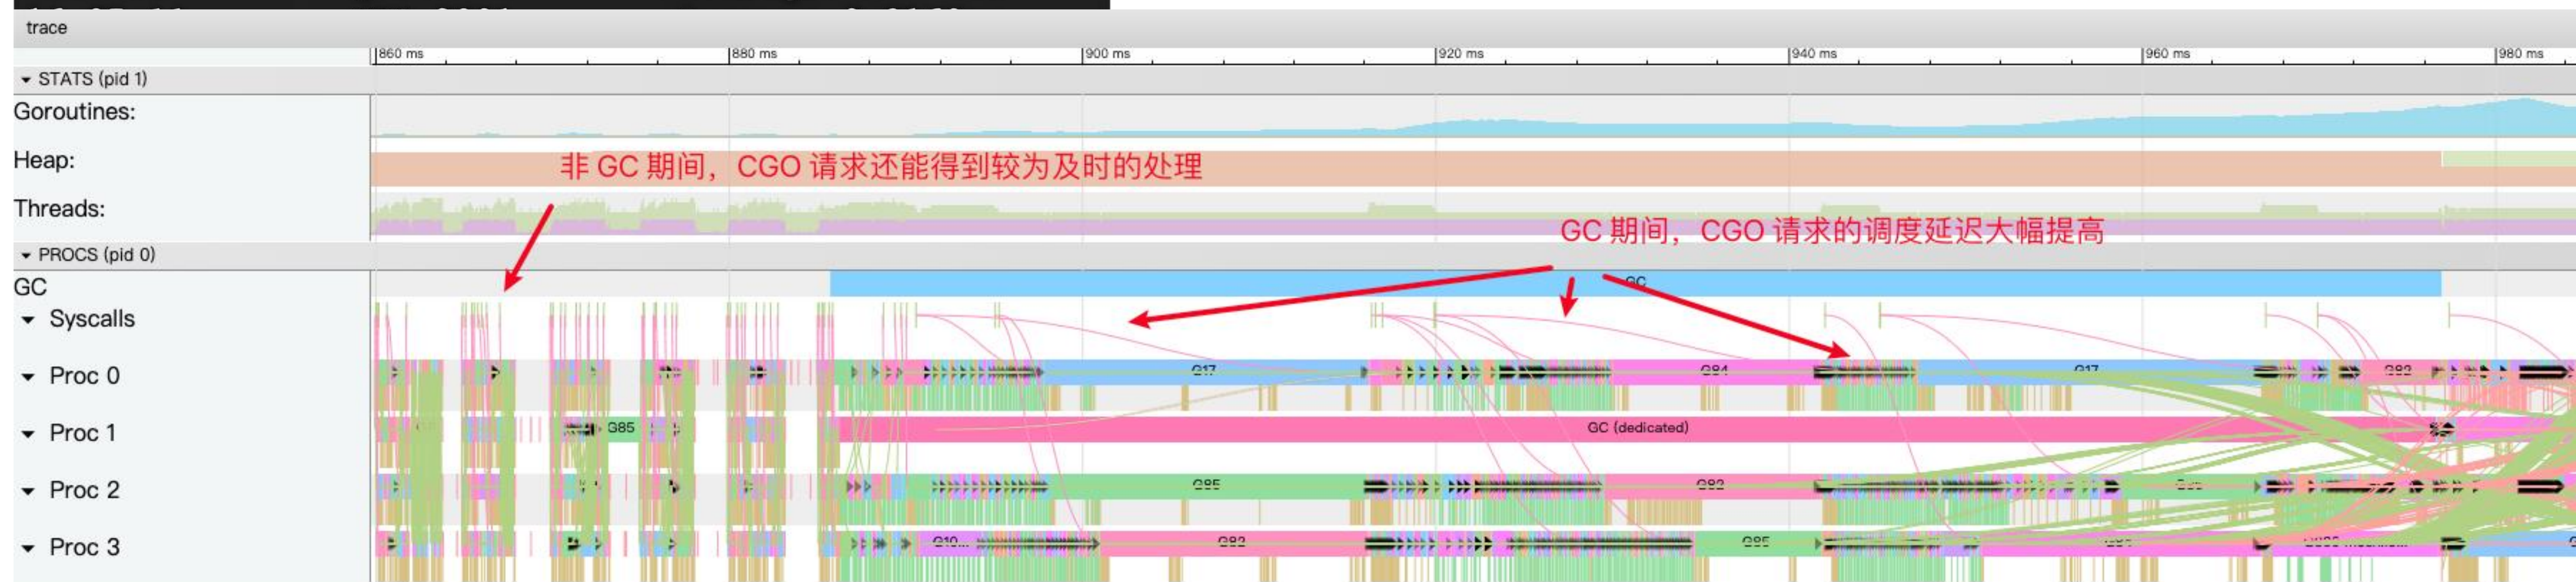 trace
860 ms 880 ms 900 ms 920 ms 940 ms 960 ms 980 ms
STATS (pid 1)
Goroutines:
Heap:
非 GC 期间，CGO 请求还能得到较为及时的处理
Threads:
GC 期间，CGO 请求的调度延迟大幅提高
PROCS (pid 0)
GC GC
Syscalls
Proc 0 G17 G84 G17 G82
Proc 1 G85 GC (dedicated)
Proc 2 G85 G82
Proc 3 G10... G82 G85